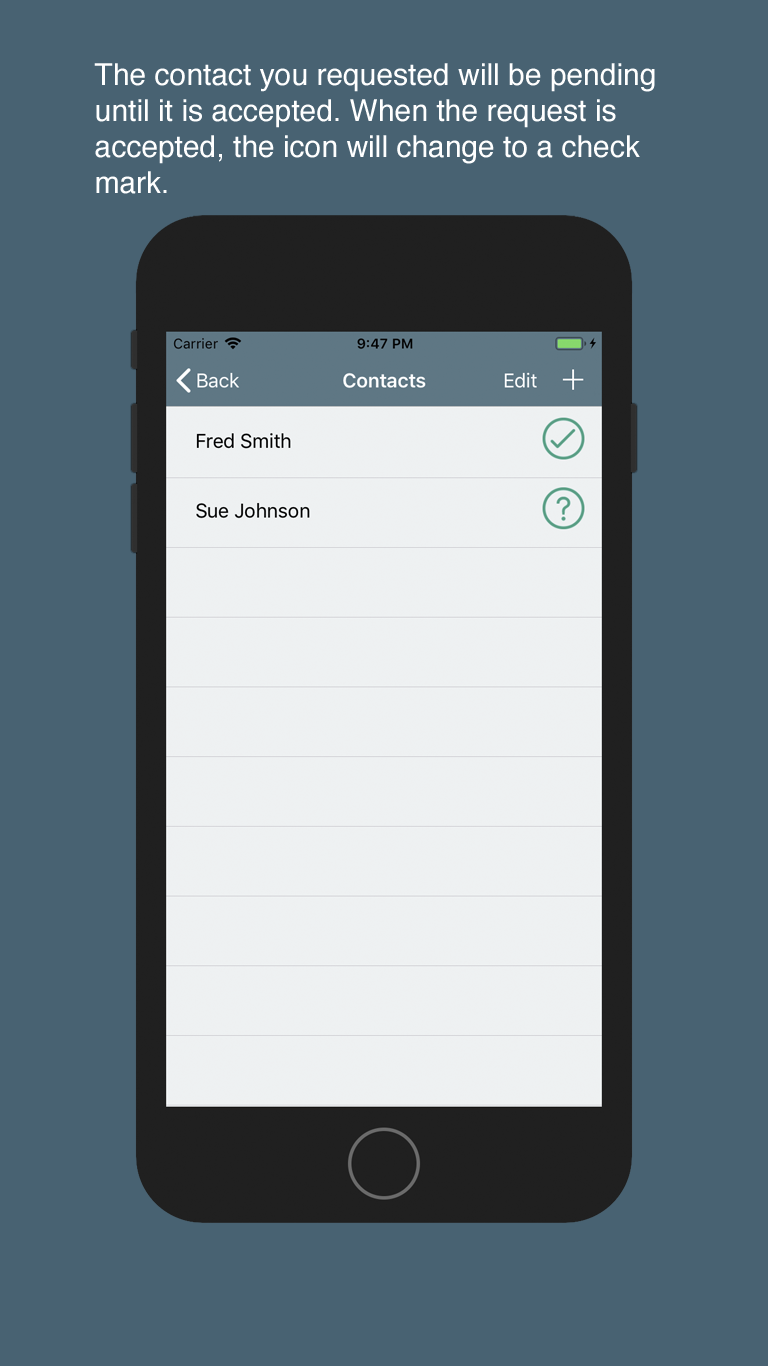 The contact you requested will be pending
until it is accepted. When the request is
accepted, the icon will change to a check
mark.
Carrier 9:47 PM
Back Contacts Edit +
Fred Smith
Sue Johnson ?